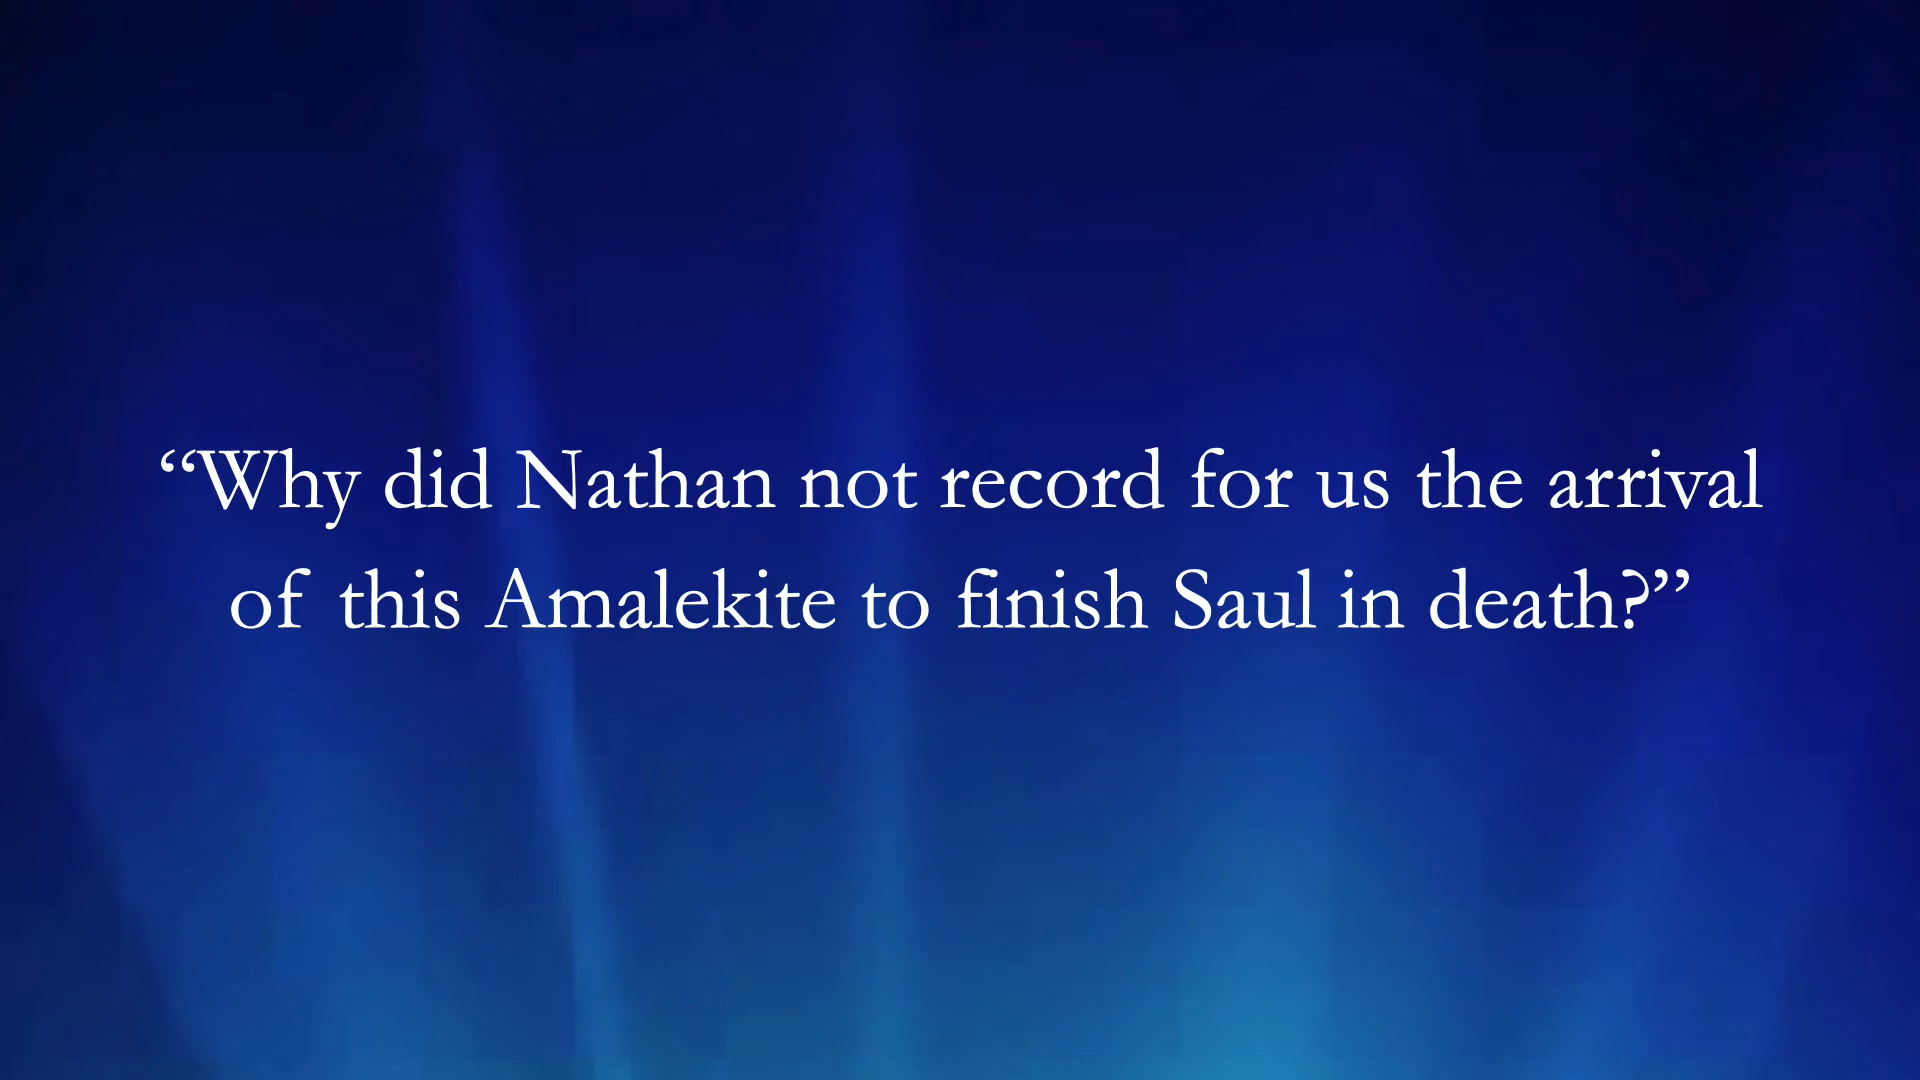 “Why did Nathan not record for us the arrival
of this Amalekite to finish Saul in death?”